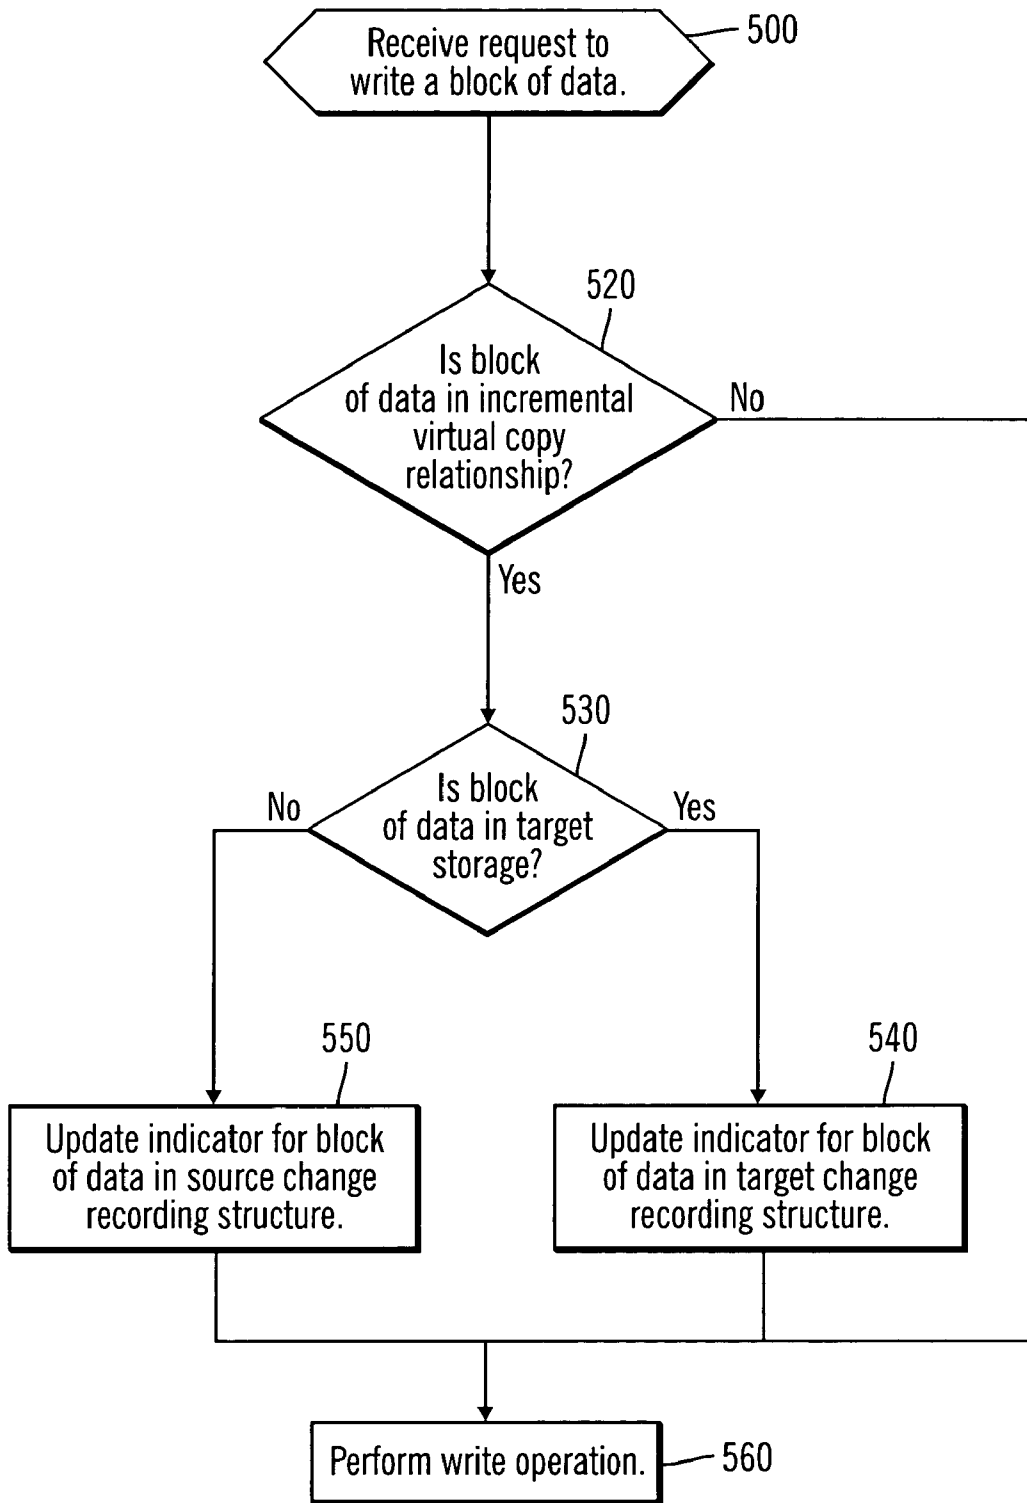 Receive request to
write a block of data.
500
520
Is block
of data in incremental
virtual copy
relationship?
No
Yes
530
Is block
of data in target
storage?
No
Yes
550
540
Update indicator for block
of data in source change
recording structure.
Update indicator for block
of data in target change
recording structure.
Perform write operation.
560